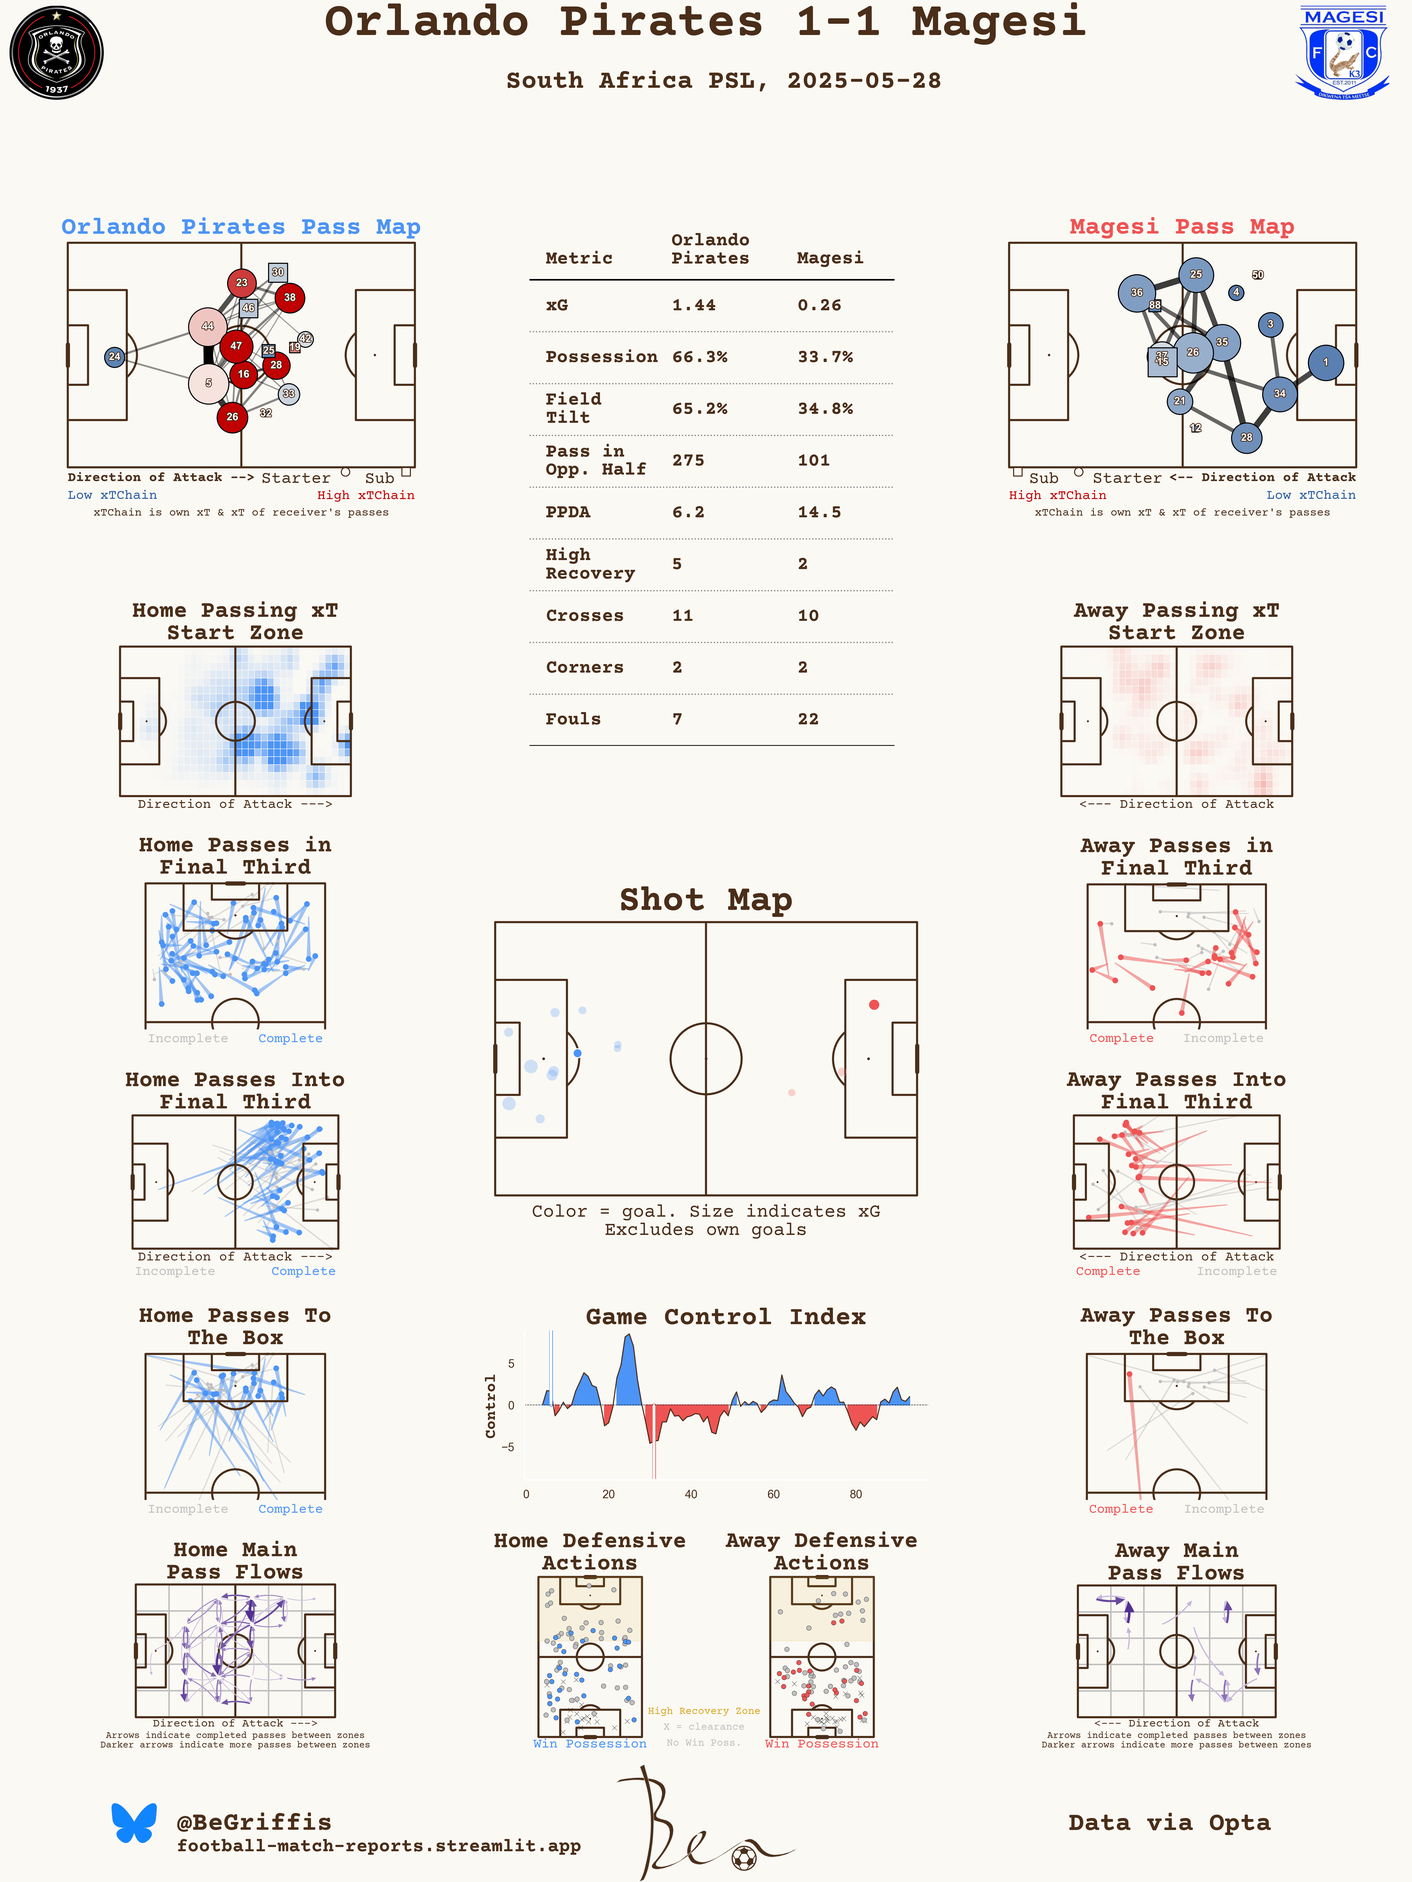 Orlando Pirates 1-1 Magesi
South Africa PSL, 2025-05-28
ORLANDO
PIRATES
1937
MAGESI
F C
K3
EST.2011
Orlando Pirates Pass Map
30
23
38
46
44
42
47
25
19
24
28
16
5
33
26
32
Direction of Attack --> Starter Sub
Low xTChain High xTChain
xTChain is own xT & xT of receiver's passes
Metric Orlando Pirates Magesi
xG 1.44 0.26
Possession 66.3% 33.7%
Field Tilt 65.2% 34.8%
Pass in Opp. Half 275 101
PPDA 6.2 14.5
High Recovery 5 2
Crosses 11 10
Corners 2 2
Fouls 7 22
Magesi Pass Map
25
50
36
4
88
3
35
37
26
15
1
34
21
12
28
Sub Starter <-- Direction of Attack
High xTChain Low xTChain
xTChain is own xT & xT of receiver's passes
Home Passing xT
Start Zone
Direction of Attack --->
Away Passing xT
Start Zone
<--- Direction of Attack
Home Passes in
Final Third
Incomplete Complete
Away Passes in
Final Third
Complete Incomplete
Shot Map
Color = goal. Size indicates xG
Excludes own goals
Home Passes Into
Final Third
Direction of Attack --->
Incomplete Complete
Away Passes Into
Final Third
<--- Direction of Attack
Complete Incomplete
Home Passes To
The Box
Incomplete Complete
Game Control Index
Control
5
0
−5
0 20 40 60 80
Away Passes To
The Box
Complete Incomplete
Home Main
Pass Flows
Direction of Attack --->
Arrows indicate completed passes between zones
Darker arrows indicate more passes between zones
Home Defensive
Actions
Win Possession
Away Defensive
Actions
Win Possession
High Recovery Zone
X = clearance
No Win Poss.
Away Main
Pass Flows
<--- Direction of Attack
Arrows indicate completed passes between zones
Darker arrows indicate more passes between zones
@BeGriffis
football-match-reports.streamlit.app
Ben
Data via Opta